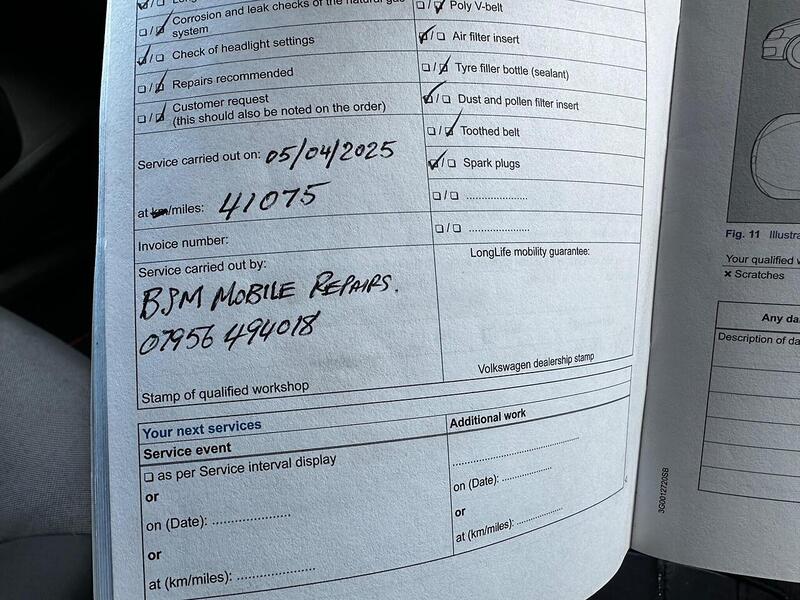 Corrosion and leak checks of the natural gas
system
Check of headlight settings
Repairs recommended
Customer request
(this should also be noted on the order)
Service carried out on: 05/04/2025
at km/miles: 41075
Invoice number:
Service carried out by:
BSM MOBILE REPAIRS.
07956 494018
Stamp of qualified workshop
Poly V-belt
Air filter insert
Tyre filler bottle (sealant)
Dust and pollen filter insert
Toothed belt
Spark plugs
LongLife mobility guarantee:
Volkswagen dealership stamp
Your next services
Service event
as per Service interval display
or
on (Date): ....................
or
at (km/miles): ....................
Additional work
on (Date): ....................
or
at (km/miles): ....................
3G0012720SB
Fig. 11
Your qualified
× Scratches
Any
Description of